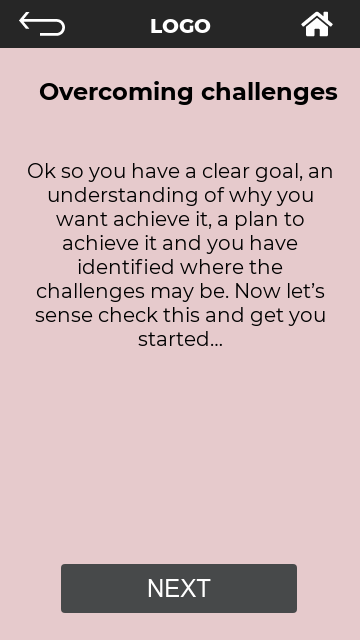 LOGO
Overcoming challenges
Ok so you have a clear goal, an
understanding of why you
want achieve it, a plan to
achieve it and you have
identified where the
challenges may be. Now let’s
sense check this and get you
started...
NEXT